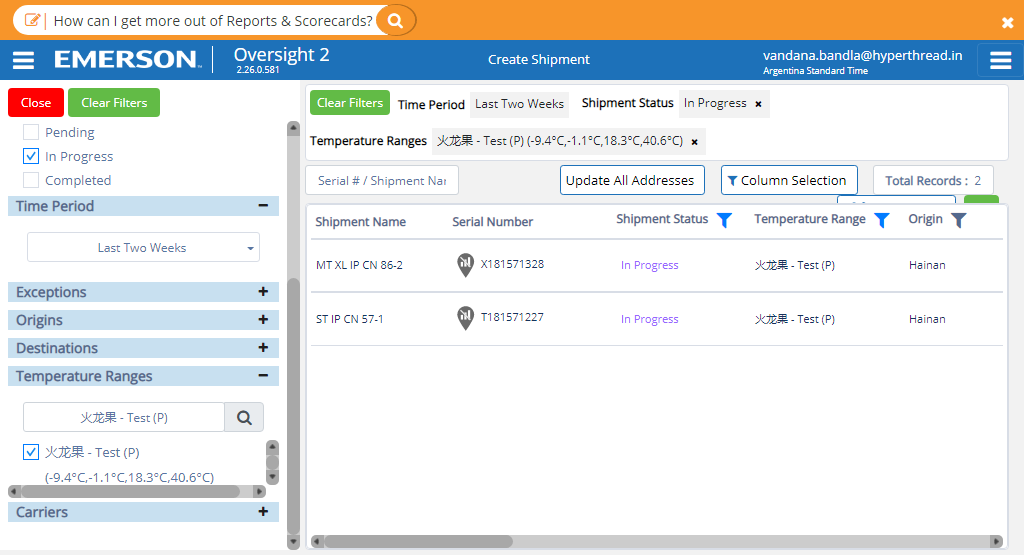 How can I get more out of Reports & Scorecards?
EMERSON
Oversight 2
2.26.0.581
Create Shipment
vandana.bandla@hyperthread.in
Argentina Standard Time
Close
Clear Filters
Pending
In Progress
Completed
Time Period
Last Two Weeks
Exceptions
Origins
Destinations
Temperature Ranges
火龙果 - Test (P)
火龙果 - Test (P)
(-9.4°C,-1.1°C,18.3°C,40.6°C)
Carriers
Clear Filters Time Period Last Two Weeks Shipment Status In Progress ×
Temperature Ranges 火龙果 - Test (P) (-9.4°C,-1.1°C,18.3°C,40.6°C) ×
Serial # / Shipment Nar Update All Addresses Column Selection Total Records : 2
Shipment Name Serial Number Shipment Status Temperature Range Origin
MT XL IP CN 86-2 X181571328 In Progress 火龙果 - Test (P) Hainan
ST IP CN 57-1 T181571227 In Progress 火龙果 - Test (P) Hainan